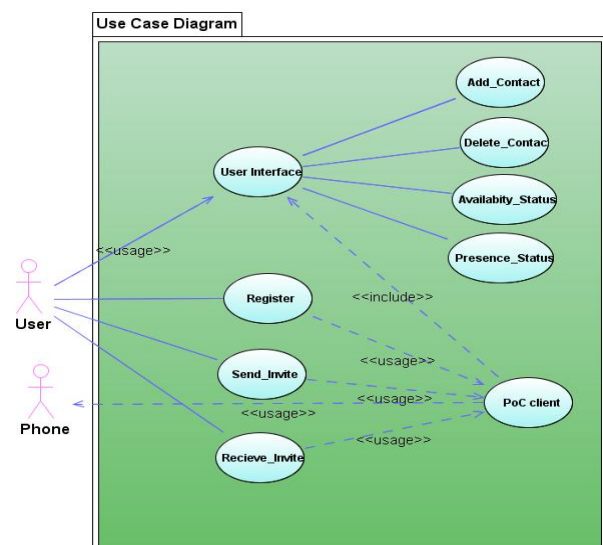 Use Case Diagram
Add_Contact
Delete_Contac
User Interface
Availabity_Status
<<usage>>
Presence_Status
User
Register
<<include>>
<<usage>>
Phone
Send_Invite
<<usage>>
<<usage>>
PoC client
<<usage>>
Recieve_Invite